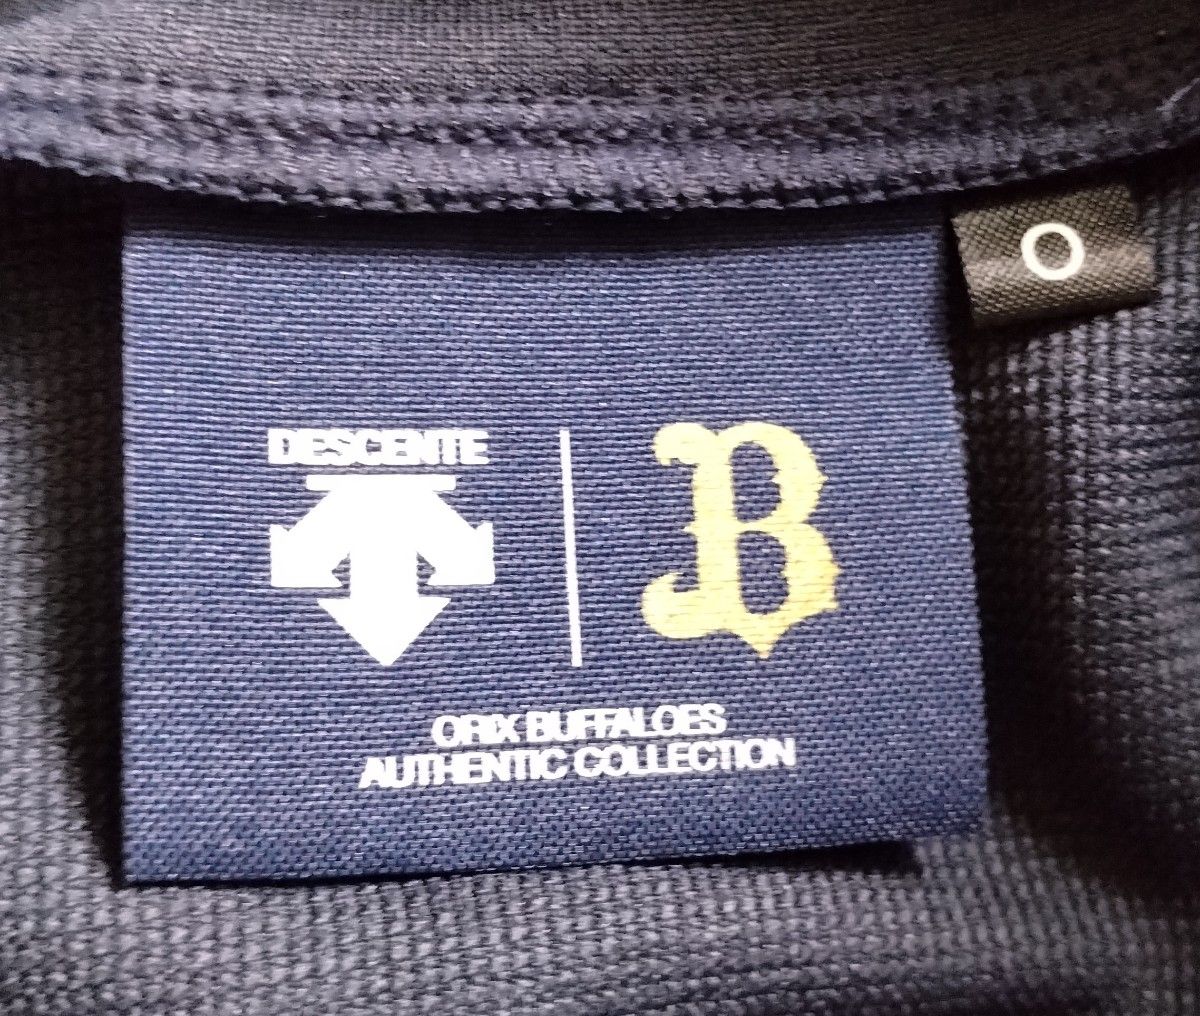 O
DESCENTE
B
ORIX BUFFALOES
AUTHENTIC COLLECTION